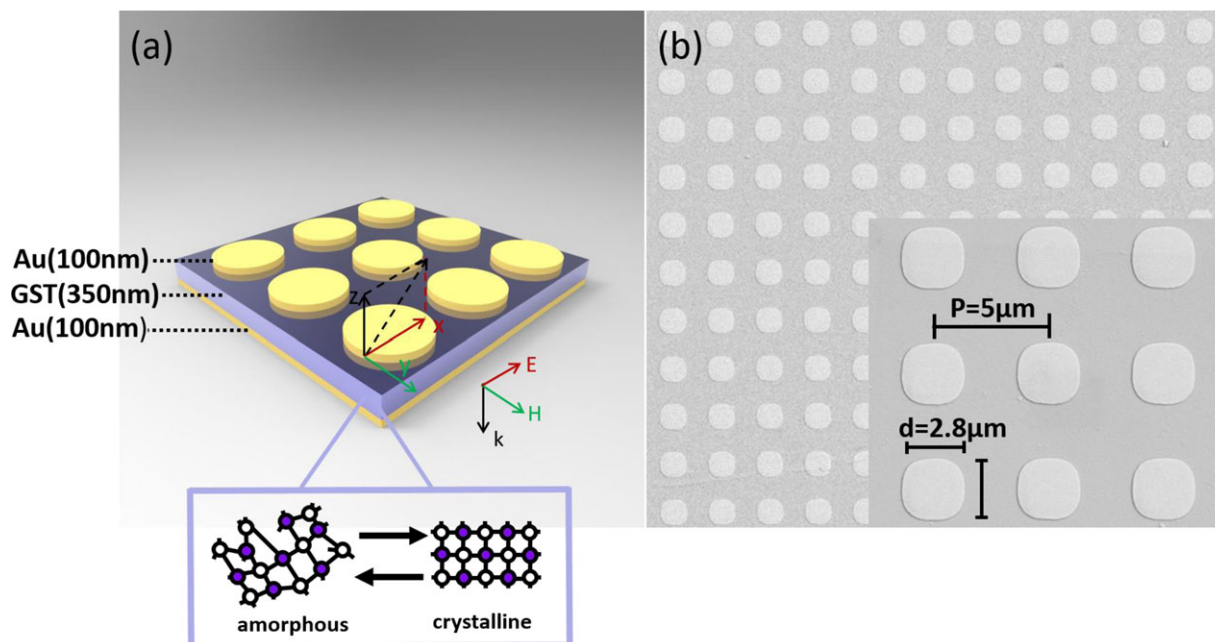 (a)
Au(100nm)
GST(350nm)
Au(100nm)
z
x
y
E
H
k
amorphous
crystalline
(b)
P=5μm
d=2.8μm